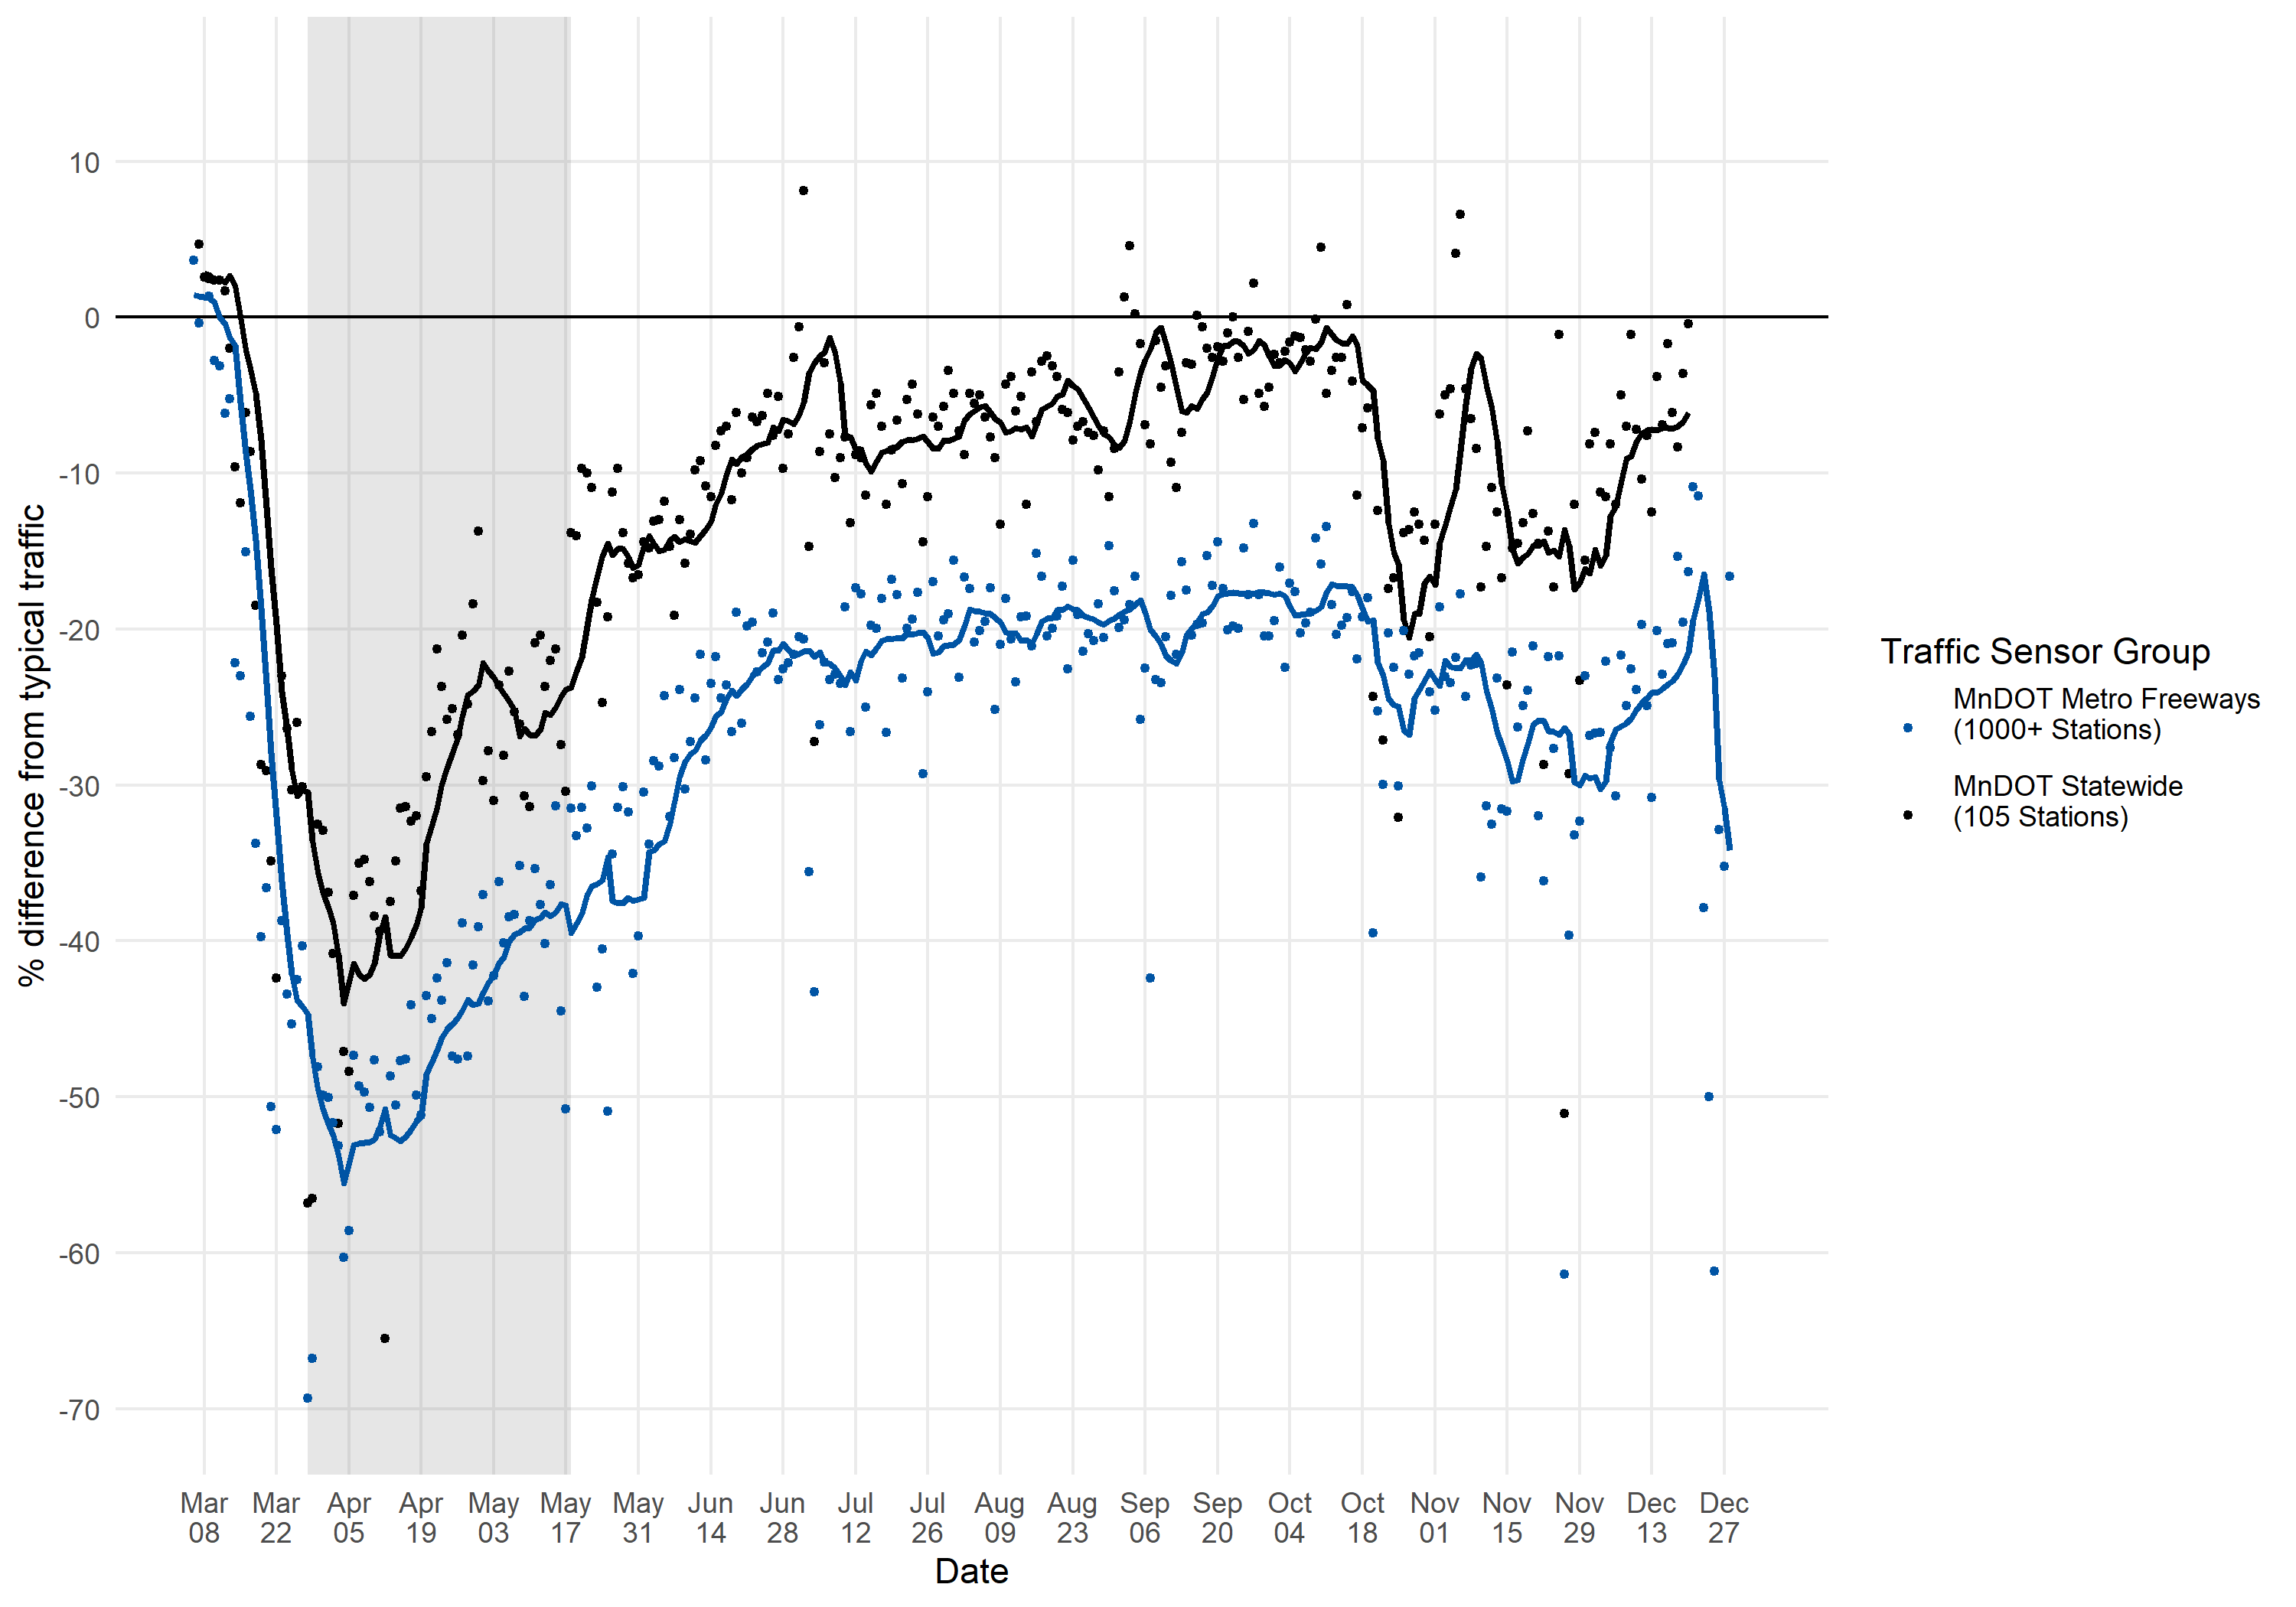 10
0
-10
-20
-30
-40
-50
-60
-70
% difference from typical traffic
Mar Mar Apr Apr May May May Jun Jun Jul Jul Aug Aug Sep Sep Oct Oct Nov Nov Nov Dec Dec
08 22 05 19 03 17 31 14 28 12 26 09 23 06 20 04 18 01 15 29 13 27
Date
Traffic Sensor Group
MnDOT Metro Freeways
(1000+ Stations)
MnDOT Statewide
(105 Stations)